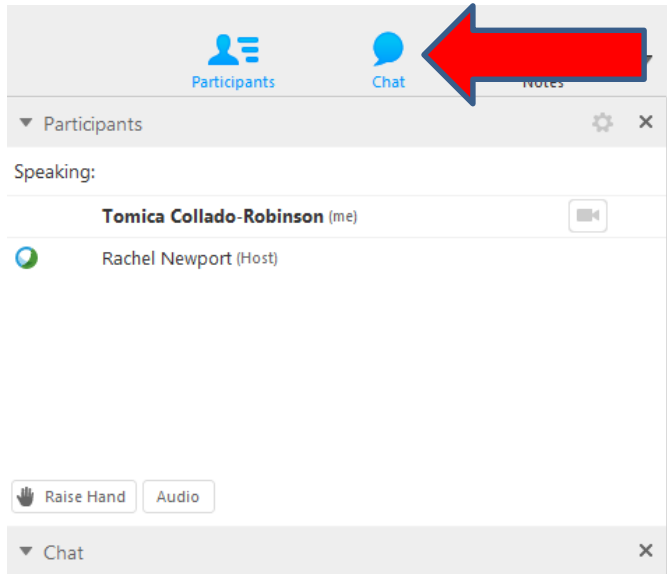 Participants Chat Notes
Participants
Speaking:
Tomica Collado-Robinson (me)
Rachel Newport (Host)
Raise Hand Audio
Chat